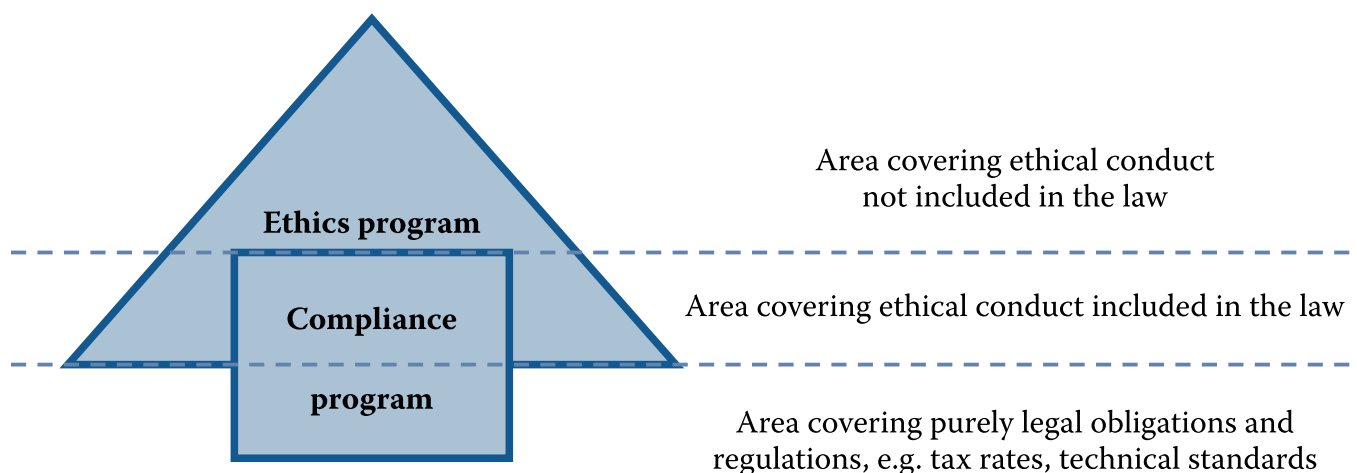 Area covering ethical conduct
not included in the law
Ethics program
Compliance
Area covering ethical conduct included in the law
program
Area covering purely legal obligations and
regulations, e.g. tax rates, technical standards